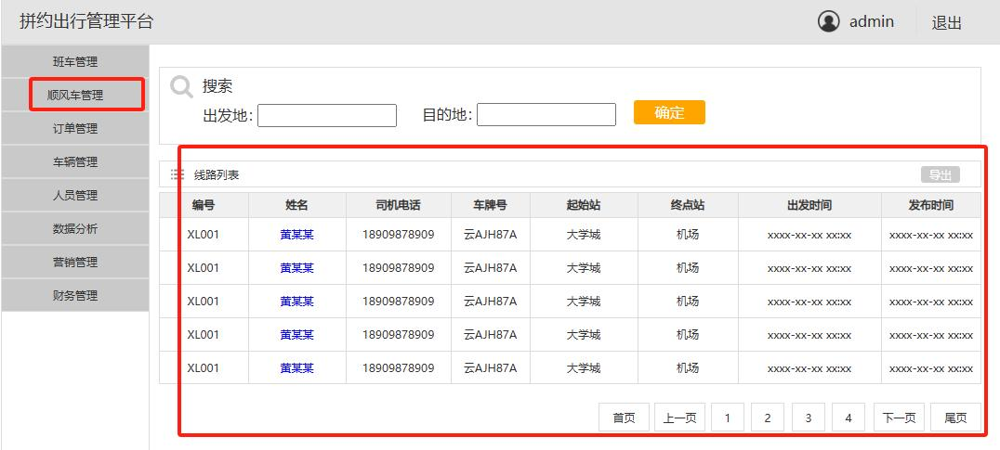 拼约出行管理平台 admin 退出
班车管理
顺风车管理
订单管理
车辆管理
人员管理
数据分析
营销管理
财务管理
搜索
出发地: 目的地: 确定
线路列表 导出
编号 姓名 司机电话 车牌号 起始站 终点站 出发时间 发布时间
XL001 黄某某 18909878909 云AJH87A 大学城 机场 xxxx-xx-xx xx:xx xxxx-xx-xx xx:xx
XL001 黄某某 18909878909 云AJH87A 大学城 机场 xxxx-xx-xx xx:xx xxxx-xx-xx xx:xx
XL001 黄某某 18909878909 云AJH87A 大学城 机场 xxxx-xx-xx xx:xx xxxx-xx-xx xx:xx
XL001 黄某某 18909878909 云AJH87A 大学城 机场 xxxx-xx-xx xx:xx xxxx-xx-xx xx:xx
XL001 黄某某 18909878909 云AJH87A 大学城 机场 xxxx-xx-xx xx:xx xxxx-xx-xx xx:xx
首页 上一页 1 2 3 4 下一页 尾页